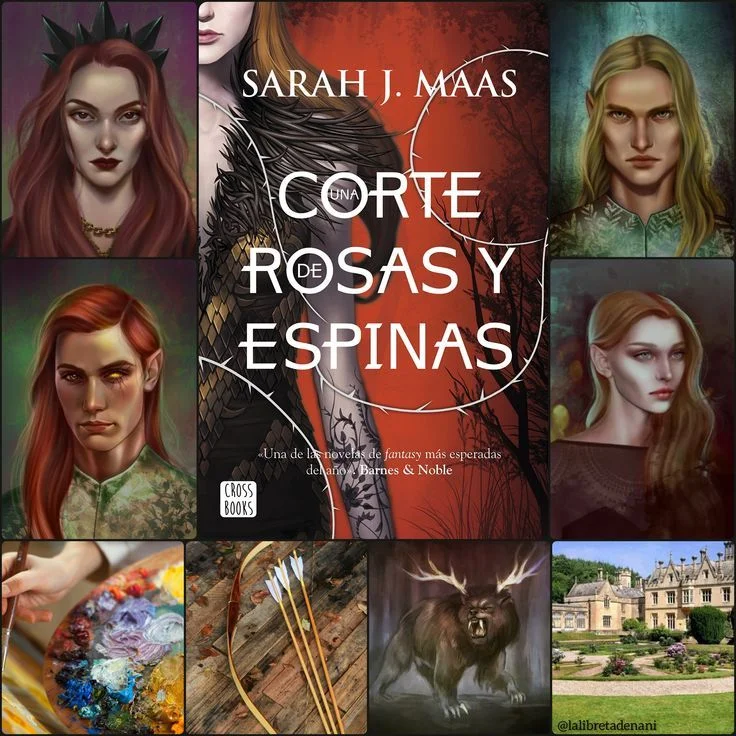 SARAH J. MAAS
UNA
CORTE
DE
ROSAS Y
ESPINAS
«Una de las novelas de fantasy más esperadas
del año». Barnes & Noble
CROSS
BOOKS
@lalibretadenani